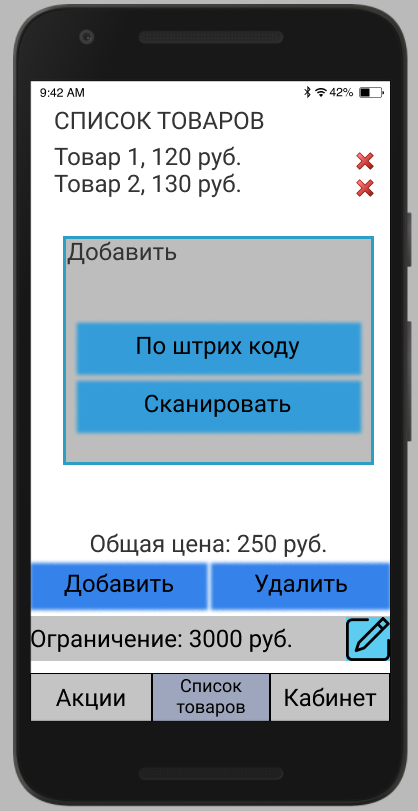 9:42 AM 42%
СПИСОК ТОВАРОВ
Товар 1, 120 руб.
Товар 2, 130 руб.
Добавить
По штрих коду
Сканировать
Общая цена: 250 руб.
Добавить Удалить
Ограничение: 3000 руб.
Акции
Список
товаров
Кабинет